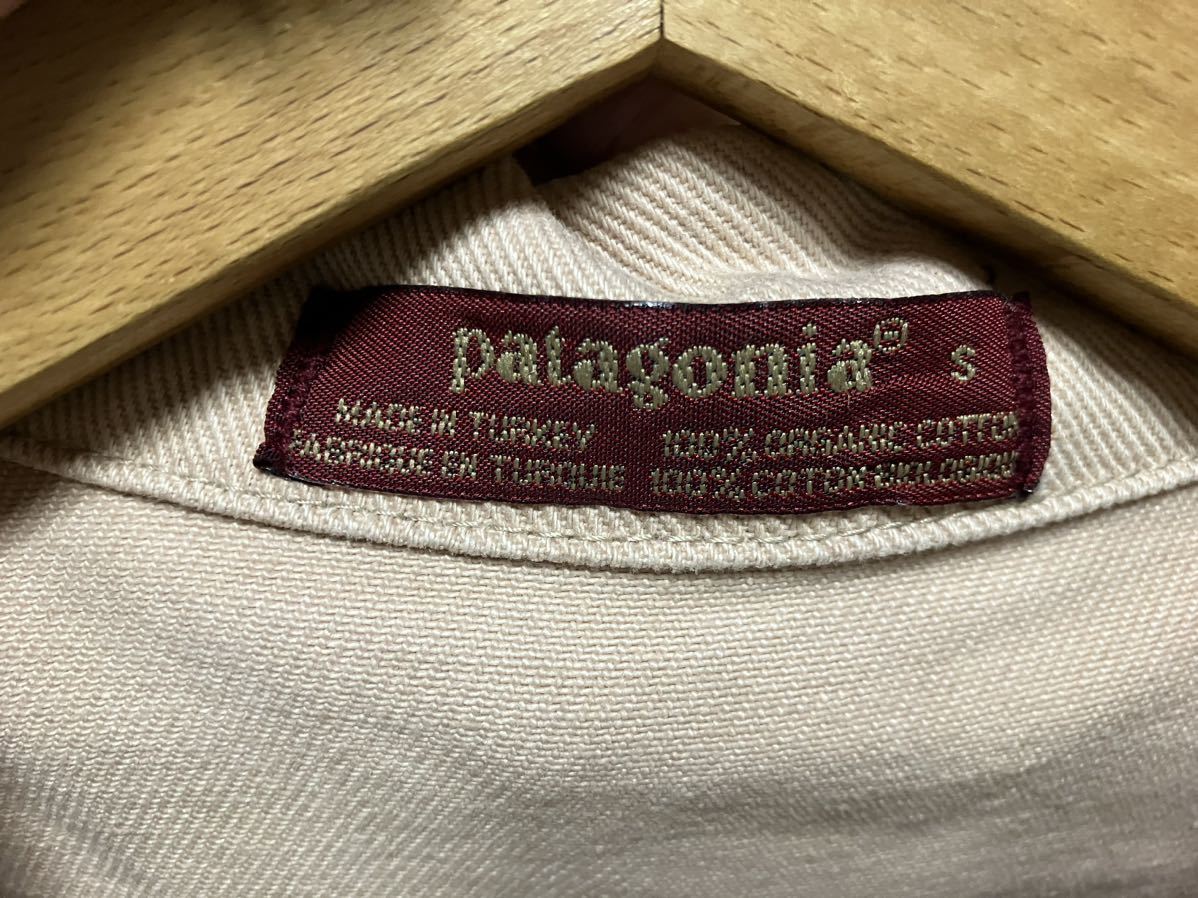 patagonia® S
MADE IN TURKEY 100% ORGANIC COTTON
FABRIQUE EN TURQUIE 100% COTON BIOLOGIQUE